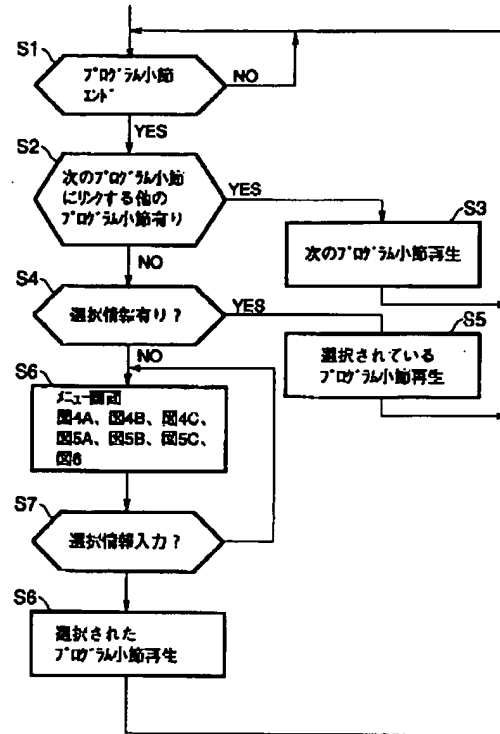 S1
プログラム小節
エンド
NO
YES
S2
次のプログラム小節
にリンクする他の
プログラム小節有り
YES
S3
次のプログラム小節再生
NO
S4
選択情報有り?
YES
S5
選択されている
プログラム小節再生
NO
S6
メニュー画面
図4A、図4B、図4C、
図5A、図5B、図5C、
図6
S7
選択情報入力?
S6
選択された
プログラム小節再生